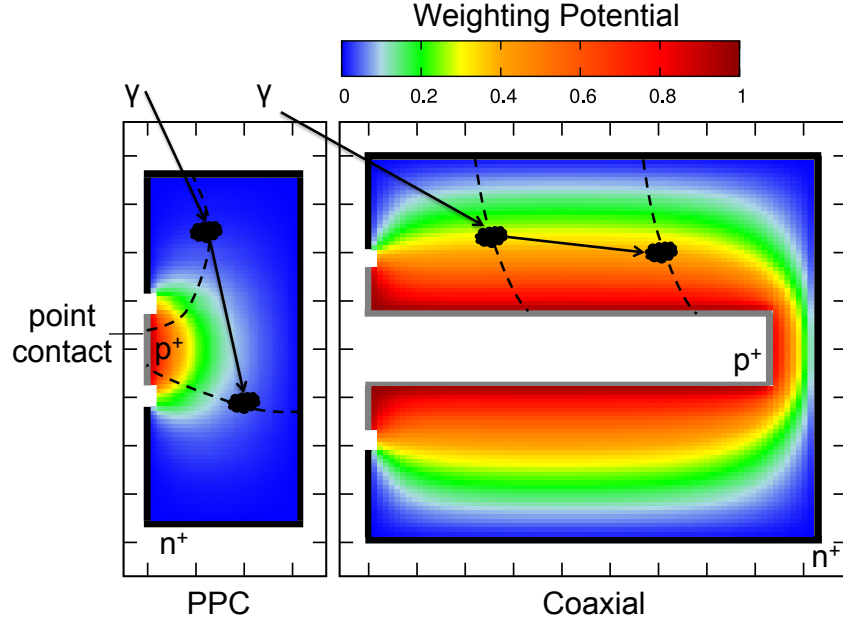 Weighting Potential
0 0.2 0.4 0.6 0.8 1
γ γ
point
contact
p⁺
p⁺
n⁺
n⁺
PPC Coaxial